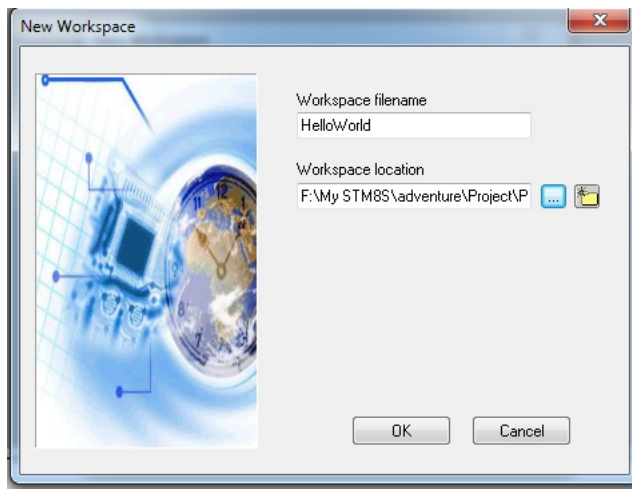 New Workspace
Workspace filename
HelloWorld
Workspace location
F:\My STM8S\adventure\Project\P
...
OK
Cancel